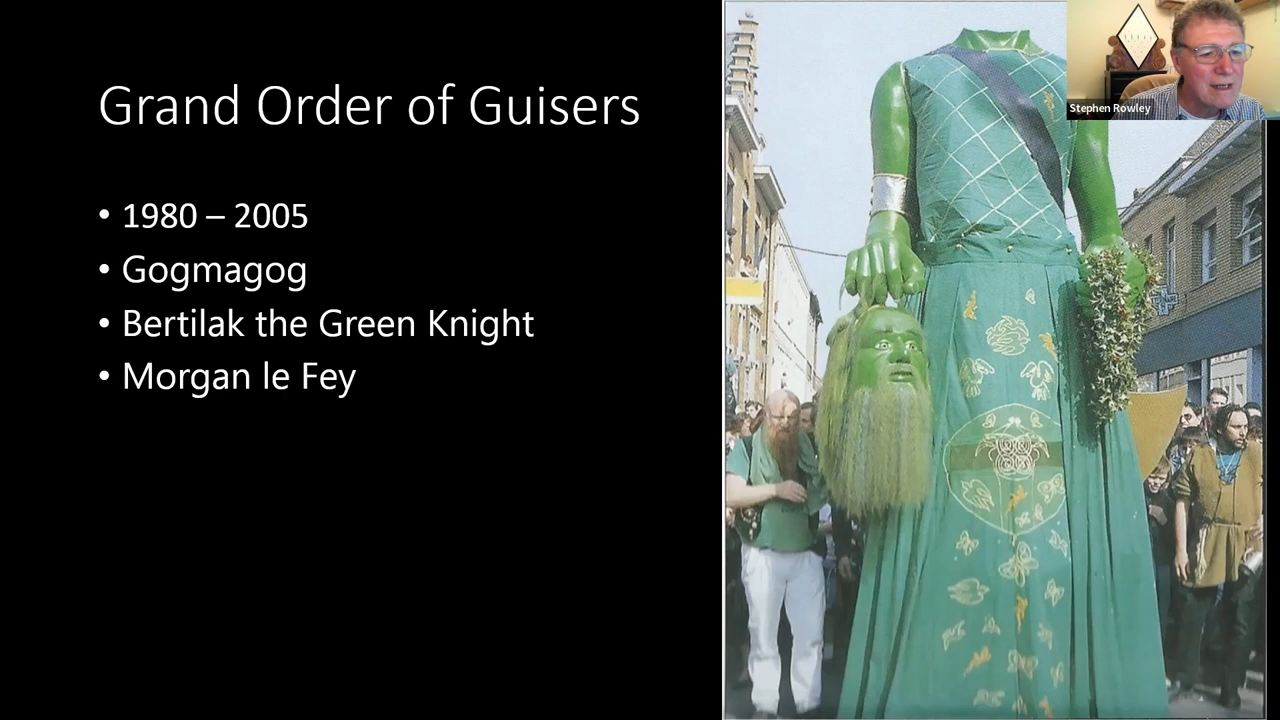 Grand Order of Guisers
• 1980 – 2005
• Gogmagog
• Bertilak the Green Knight
• Morgan le Fey
Stephen Rowley